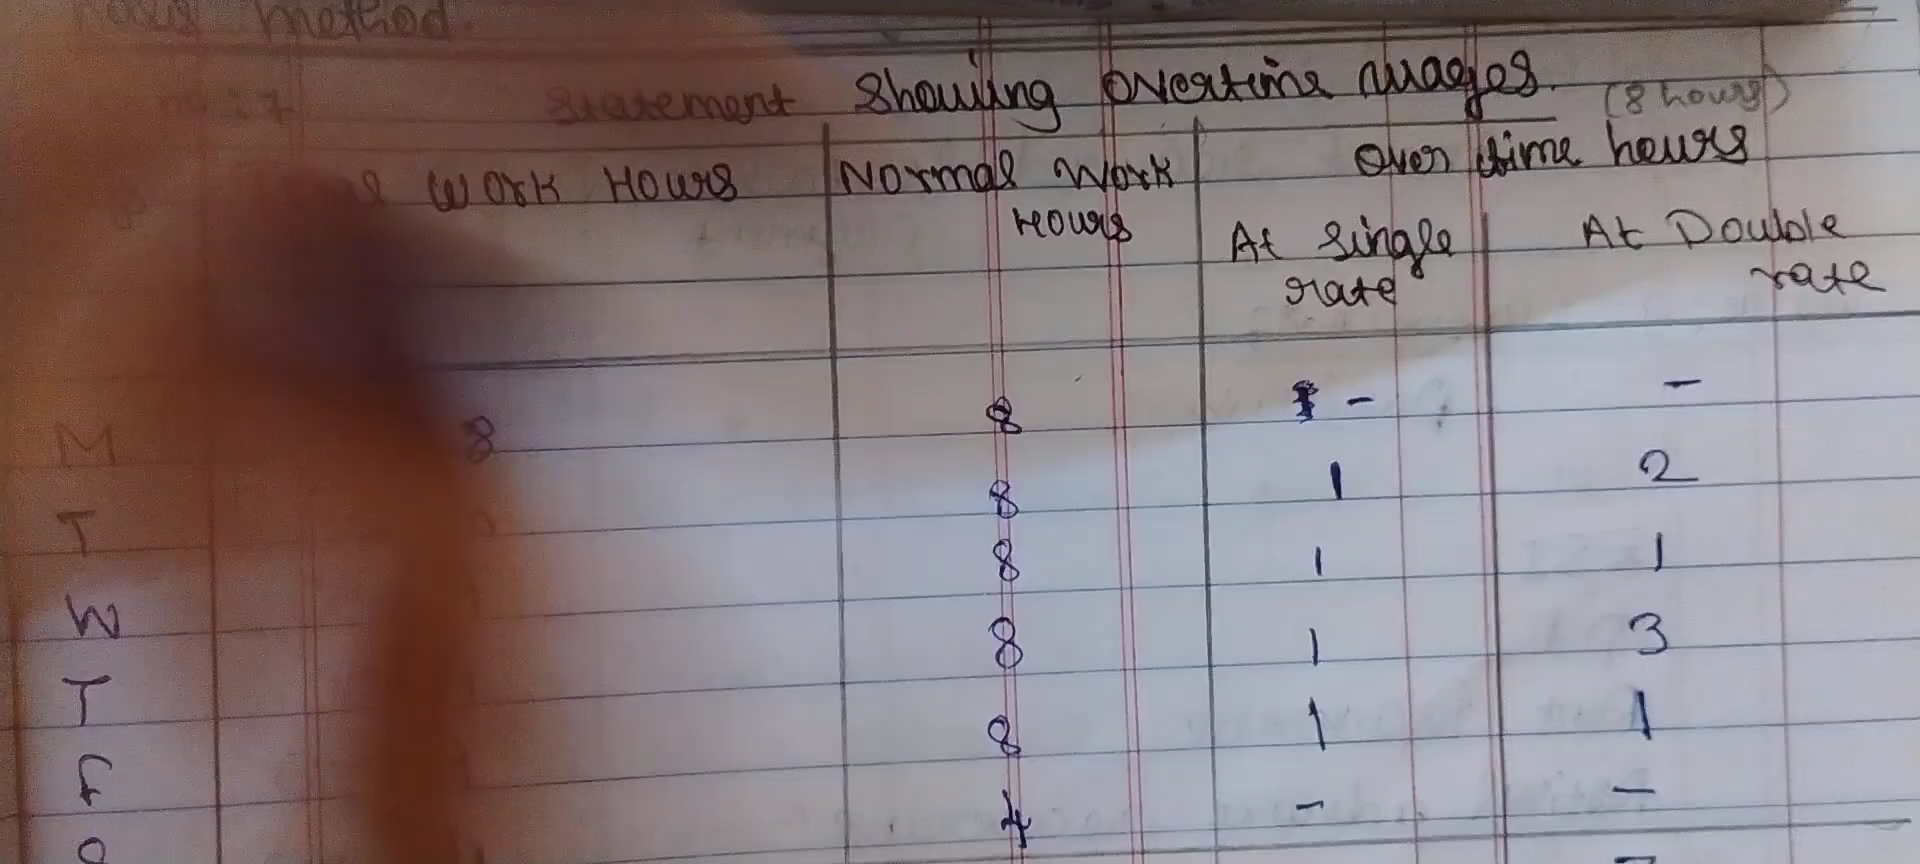 method.
Statement Showing Overtime wages. (8 hours)
Work Hours Normal Work Hours Over time hours
At Single rate At Double rate
M 8 8 - -
T 8 1 2
W 8 1 1
T 8 1 3
F 8 1 1
4 - -